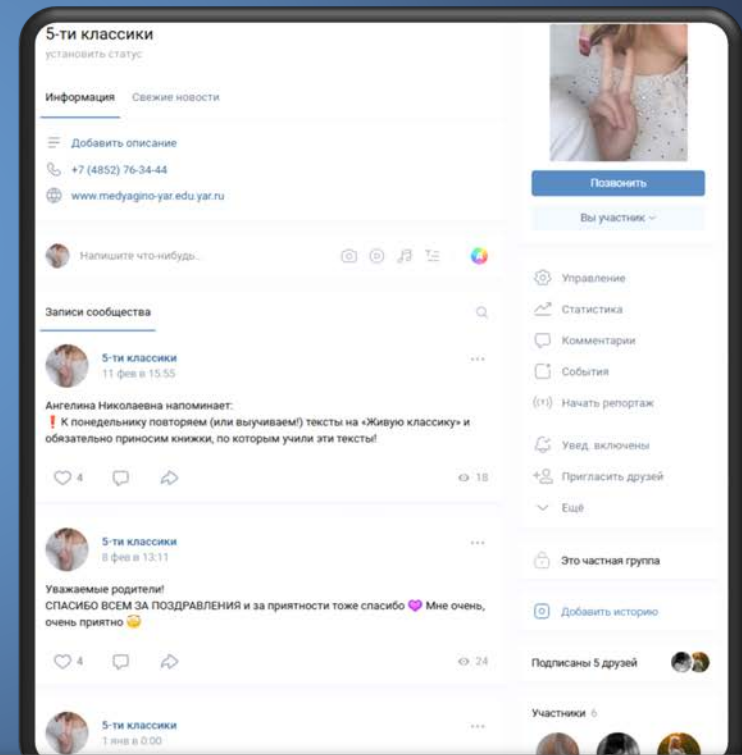 5-ти классики
установить статус
Информация Свежие новости
Добавить описание
+7 (4852) 76-34-44
www.medyagino-yar.edu.yar.ru
Напишите что-нибудь...
Записи сообщества
5-ти классики
11 фев в 15:55
Ангелина Николаевна напоминает:
❗ К понедельнику повторяем (или выучиваем!) тексты на «Живую классику» и
обязательно приносим книжки, по которым учили эти тексты!
4
18
5-ти классики
8 фев в 13:11
Уважаемые родители!
СПАСИБО ВСЕМ ЗА ПОЗДРАВЛЕНИЯ и за приятности тоже спасибо 💜 Мне очень,
очень приятно 😊
4
24
5-ти классики
1 янв в 0:00
Позвонить
Вы участник
Управление
Статистика
Комментарии
События
Начать репортаж
Увед. включены
Пригласить друзей
Ещё
Это частная группа
Добавить историю
Подписаны 5 друзей
Участники 6